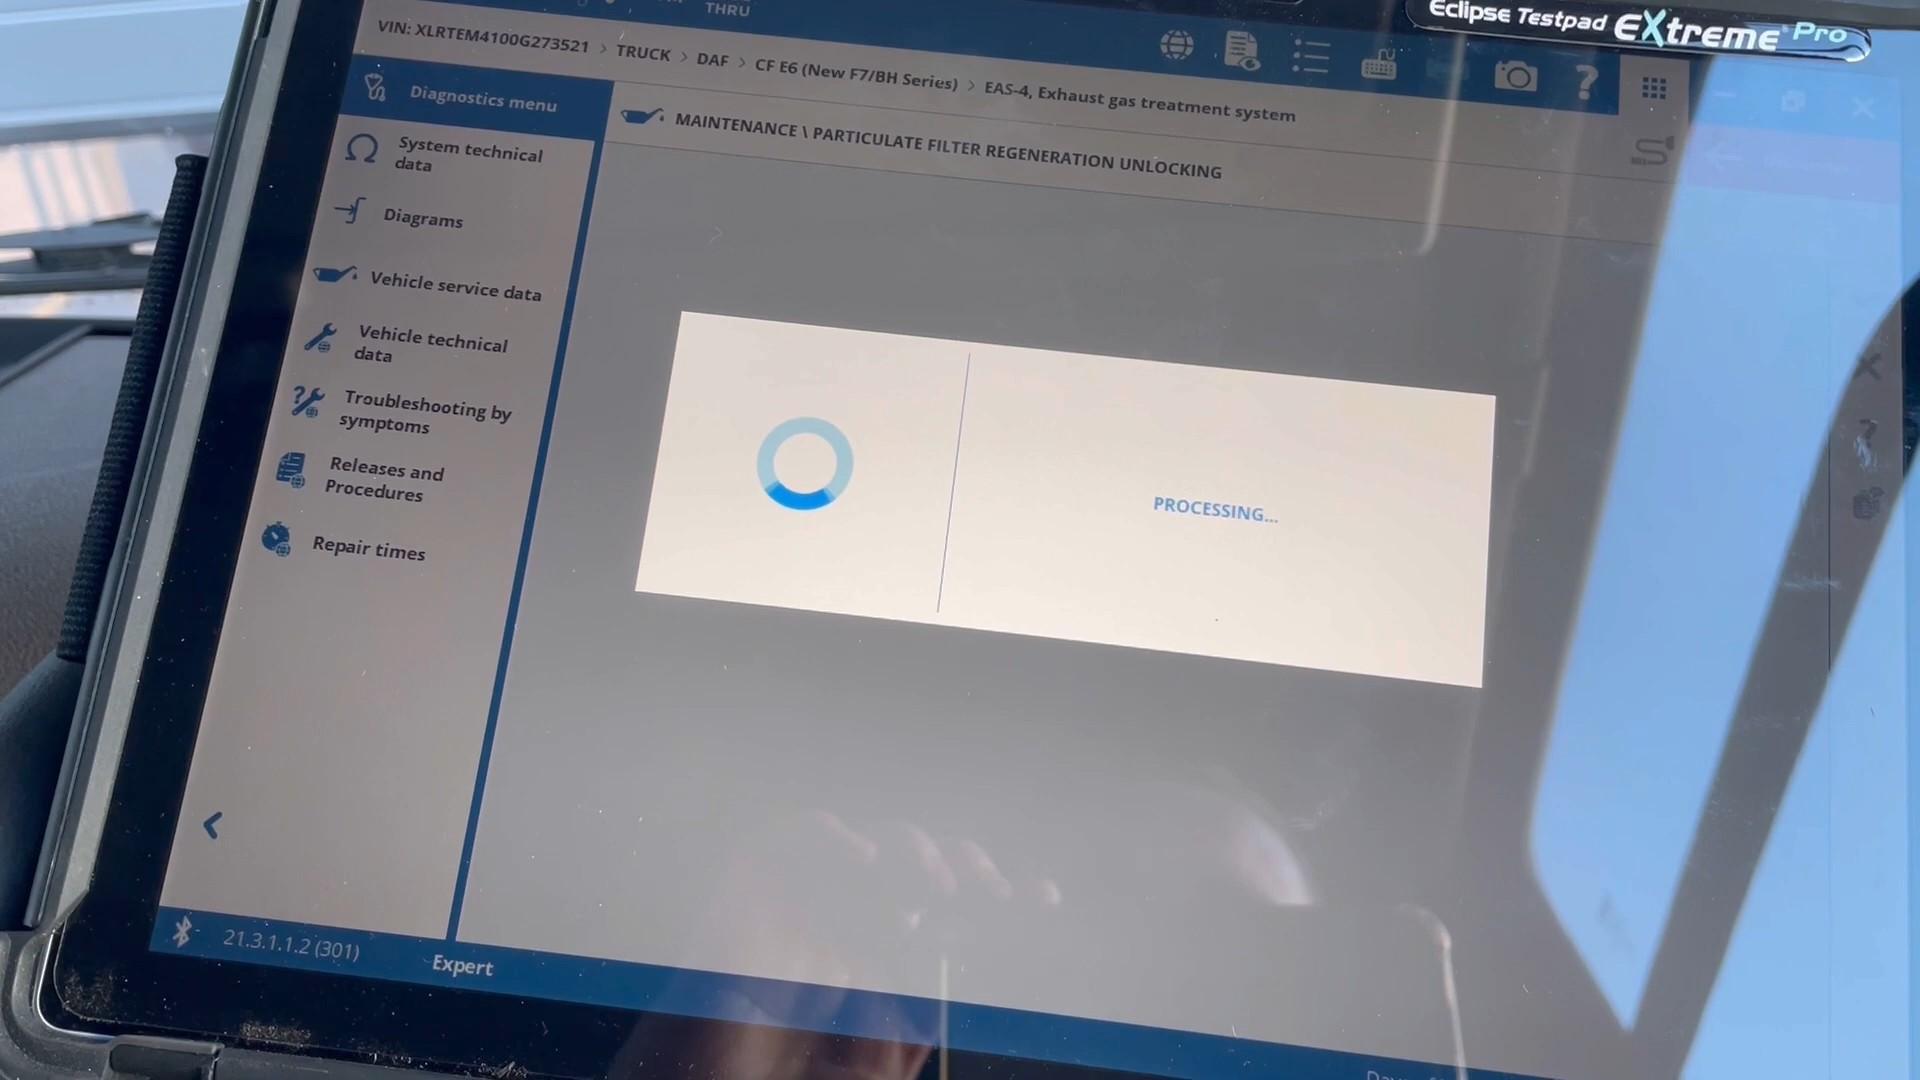 Eclipse Testpad EXtreme Pro
THRU
VIN: XLRTEM4100G273521 > TRUCK > DAF > CF E6 (New F7/BH Series) > EAS-4, Exhaust gas treatment system
Diagnostics menu
MAINTENANCE \ PARTICULATE FILTER REGENERATION UNLOCKING
System technical
data
Diagrams
Vehicle service data
Vehicle technical
data
Troubleshooting by
symptoms
Releases and
Procedures
Repair times
PROCESSING...
21.3.1.1.2 (301)
Expert